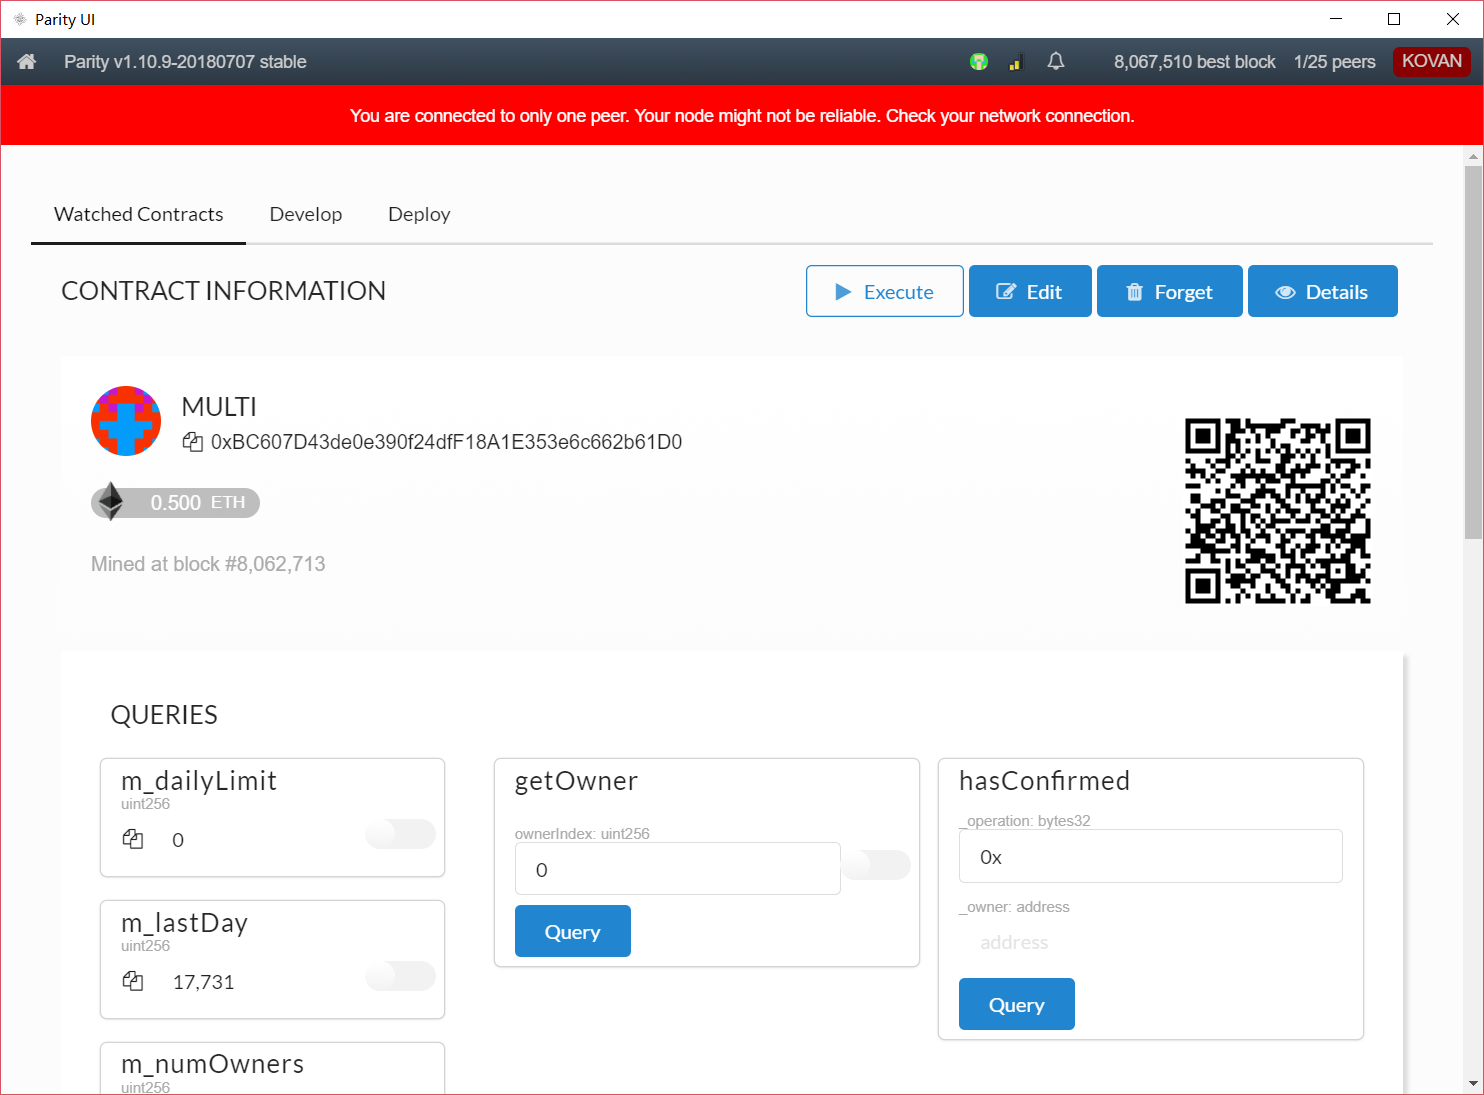 Parity UI
Parity v1.10.9-20180707 stable
8,067,510 best block
1/25 peers
KOVAN
You are connected to only one peer. Your node might not be reliable. Check your network connection.
Watched Contracts
Develop
Deploy
CONTRACT INFORMATION
Execute
Edit
Forget
Details
MULTI
0xBC607D43de0e390f24dfF18A1E353e6c662b61D0
0.500 ETH
Mined at block #8,062,713
QUERIES
m_dailyLimit
uint256
0
m_lastDay
uint256
17,731
m_numOwners
uint256
getOwner
ownerIndex: uint256
0
Query
hasConfirmed
_operation: bytes32
0x
_owner: address
address
Query